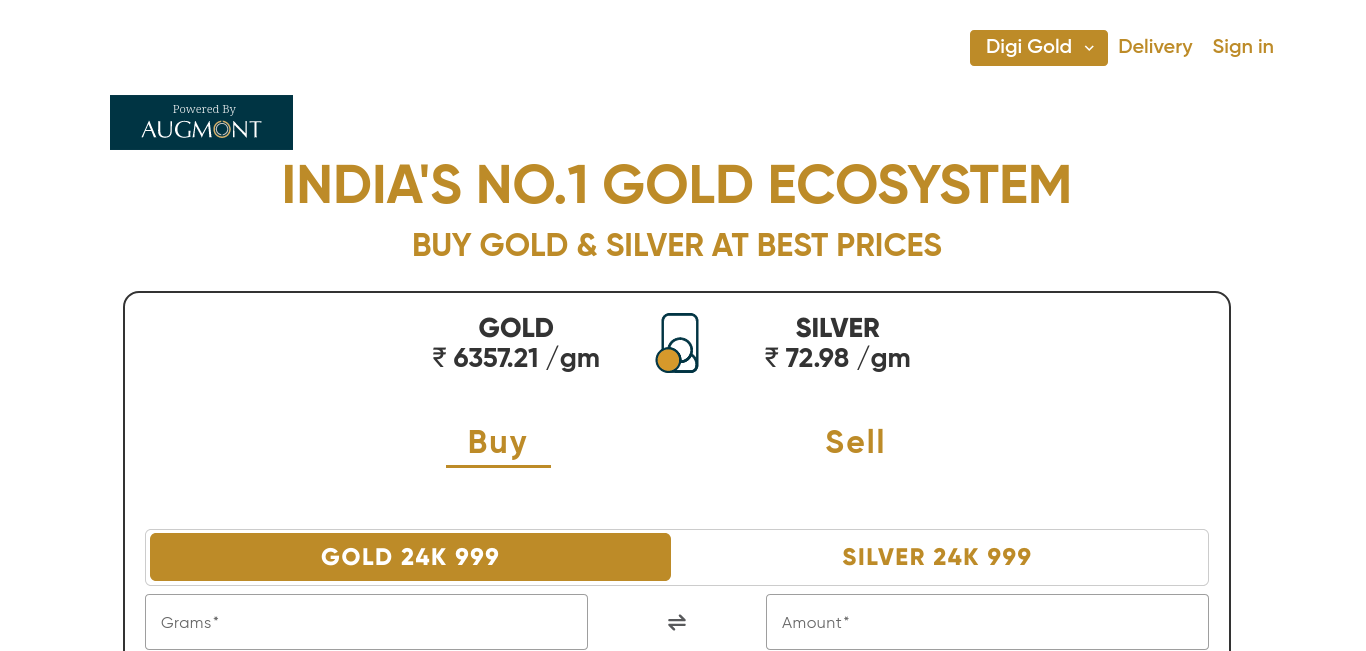 Digi Gold Delivery Sign in
Powered By
AUGMONT
INDIA'S NO.1 GOLD ECOSYSTEM
BUY GOLD & SILVER AT BEST PRICES
GOLD SILVER
₹ 6357.21 /gm ₹ 72.98 /gm
Buy Sell
GOLD 24K 999 SILVER 24K 999
Grams* ⇌ Amount*